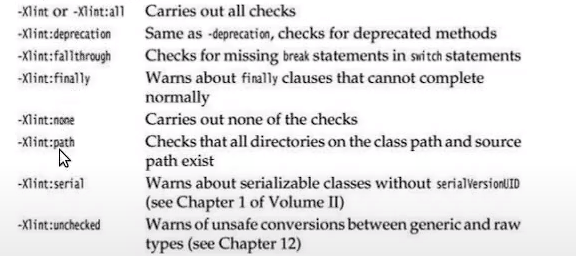 -Xlint or -Xlint:all Carries out all checks
-Xlint:deprecation Same as -deprecation, checks for deprecated methods
-Xlint:fallthrough Checks for missing break statements in switch statements
-Xlint:finally Warns about finally clauses that cannot complete
normally
-Xlint:none Carries out none of the checks
-Xlint:path Checks that all directories on the class path and source
path exist
-Xlint:serial Warns about serializable classes without serialVersionUID
(see Chapter 1 of Volume II)
-Xlint:unchecked Warns of unsafe conversions between generic and raw
types (see Chapter 12)